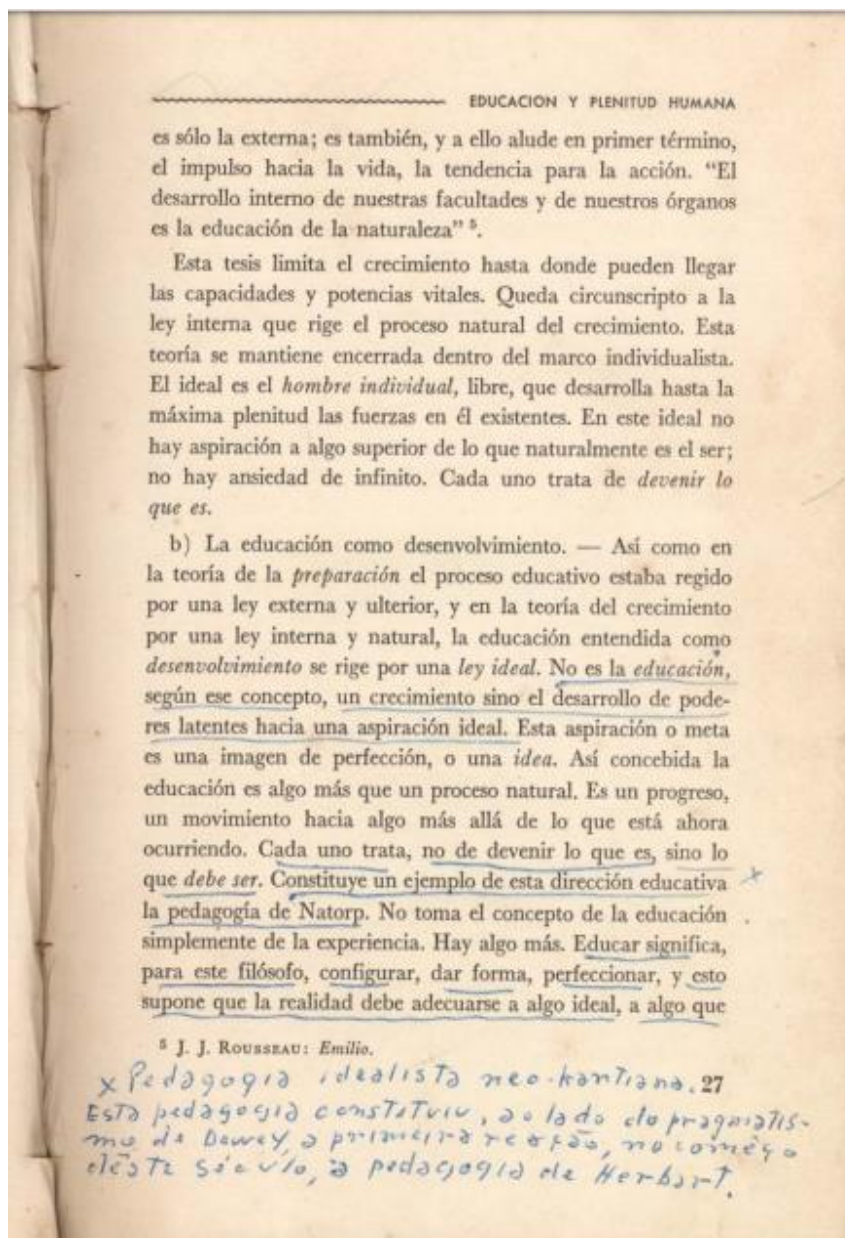 EDUCACION Y PLENITUD HUMANA
es sólo la externa; es también, y a ello alude en primer término,
el impulso hacia la vida, la tendencia para la acción. “El
desarrollo interno de nuestras facultades y de nuestros órganos
es la educación de la naturaleza” ⁵.
Esta tesis limita el crecimiento hasta donde pueden llegar
las capacidades y potencias vitales. Queda circunscripto a la
ley interna que rige el proceso natural del crecimiento. Esta
teoría se mantiene encerrada dentro del marco individualista.
El ideal es el hombre individual, libre, que desarrolla hasta la
máxima plenitud las fuerzas en él existentes. En este ideal no
hay aspiración a algo superior de lo que naturalmente es el ser;
no hay ansiedad de infinito. Cada uno trata de devenir lo
que es.
b) La educación como desenvolvimiento. — Así como en
la teoría de la preparación el proceso educativo estaba regido
por una ley externa y ulterior, y en la teoría del crecimiento
por una ley interna y natural, la educación entendida como
desenvolvimiento se rige por una ley ideal. No es la educación,
según ese concepto, un crecimiento sino el desarrollo de pode-
res latentes hacia una aspiración ideal. Esta aspiración o meta
es una imagen de perfección, o una idea. Así concebida la
educación es algo más que un proceso natural. Es un progreso,
un movimiento hacia algo más allá de lo que está ahora
ocurriendo. Cada uno trata, no de devenir lo que es, sino lo
que debe ser. Constituye un ejemplo de esta dirección educativa x
la pedagogía de Natorp. No toma el concepto de la educación
simplemente de la experiencia. Hay algo más. Educar significa,
para este filósofo, configurar, dar forma, perfeccionar, y esto
supone que la realidad debe adecuarse a algo ideal, a algo que
⁵ J. J. ROUSSEAU: Emilio.
x Pedagogia idealista neo-kantiana. 27
Esta pedagogia constituiu, ao lado do pragmatis-
mo de Dewey, a primeira reação, no começo
dêste século, à pedagogia de Herbart.